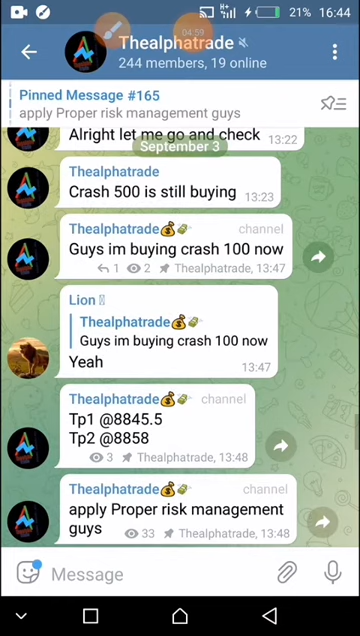 21% 16:44
04:59
Thealphatrade
244 members, 19 online
Pinned Message #165
apply Proper risk management guys
Alright let me go and check 13:22
September 3
Thealphatrade
Crash 500 is still buying 13:23
Thealphatrade💰💸 channel
Guys im buying crash 100 now
1 2 Thealphatrade, 13:47
Lion
Thealphatrade💰💸
Guys im buying crash 100 now
Yeah 13:47
Thealphatrade💰💸 channel
Tp1 @8845.5
Tp2 @8858
3 Thealphatrade, 13:48
Thealphatrade💰💸 channel
apply Proper risk management
guys 33 Thealphatrade, 13:48
Message